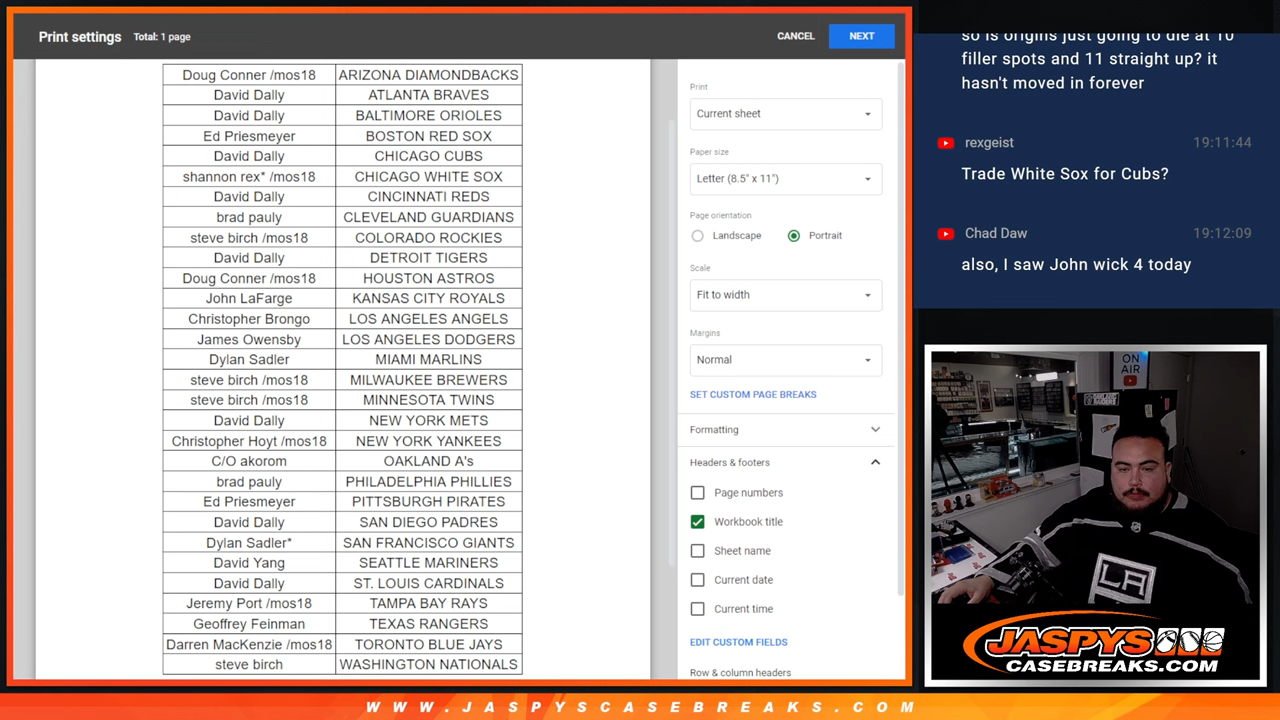 Print settings Total: 1 page CANCEL NEXT
Doug Conner /mos18 ARIZONA DIAMONDBACKS
David Dally ATLANTA BRAVES
David Dally BALTIMORE ORIOLES
Ed Priesmeyer BOSTON RED SOX
David Dally CHICAGO CUBS
shannon rex* /mos18 CHICAGO WHITE SOX
David Dally CINCINNATI REDS
brad pauly CLEVELAND GUARDIANS
steve birch /mos18 COLORADO ROCKIES
David Dally DETROIT TIGERS
Doug Conner /mos18 HOUSTON ASTROS
John LaFarge KANSAS CITY ROYALS
Christopher Brongo LOS ANGELES ANGELS
James Owensby LOS ANGELES DODGERS
Dylan Sadler MIAMI MARLINS
steve birch /mos18 MILWAUKEE BREWERS
steve birch /mos18 MINNESOTA TWINS
David Dally NEW YORK METS
Christopher Hoyt /mos18 NEW YORK YANKEES
C/O akorom OAKLAND A's
brad pauly PHILADELPHIA PHILLIES
Ed Priesmeyer PITTSBURGH PIRATES
David Dally SAN DIEGO PADRES
Dylan Sadler* SAN FRANCISCO GIANTS
David Yang SEATTLE MARINERS
David Dally ST. LOUIS CARDINALS
Jeremy Port /mos18 TAMPA BAY RAYS
Geoffrey Feinman TEXAS RANGERS
Darren MacKenzie /mos18 TORONTO BLUE JAYS
steve birch WASHINGTON NATIONALS
Print
Current sheet
Paper size
Letter (8.5" x 11")
Page orientation
Landscape Portrait
Scale
Fit to width
Margins
Normal
SET CUSTOM PAGE BREAKS
Formatting
Headers & footers
Page numbers
Workbook title
Sheet name
Current date
Current time
EDIT CUSTOM FIELDS
Row & column headers
so is origins just going to die at 10
filler spots and 11 straight up? it
hasn't moved in forever
rexgeist 19:11:44
Trade White Sox for Cubs?
Chad Daw 19:12:09
also, I saw John wick 4 today
ON
AIR
LA
JASPYS
CASEBREAKS.COM
WWW.JASPYSCASEBREAKS.COM